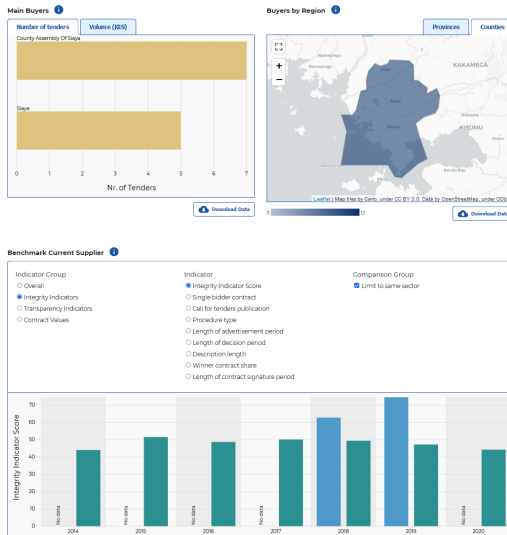 Main Buyers i
Buyers by Region i
Number of tenders
Volume (KES)
Provinces
Counties
County Assembly Of Siaya
Siaya
0 1 2 3 4 5 6 7
Nr. of Tenders
Download Data
+
−
KAKAMEGA
KISUMU
Leaflet | Map tiles by Carto, under CC BY 3.0. Data by OpenStreetMap, under ODb
0
12
Download Data
Benchmark Current Supplier i
Indicator Group
Overall
Integrity Indicators
Transparency Indicators
Contract Values
Indicator
Integrity Indicator Score
Single bidder contract
Call for tenders publication
Procedure type
Length of advertisement period
Length of decision period
Description length
Winner contract share
Length of contract signature period
Comparison Group
Limit to same sector
Integrity Indicator Score
70
60
50
40
30
20
10
0
No data
No data
No data
No data
No data
2014 2015 2016 2017 2018 2019 2020